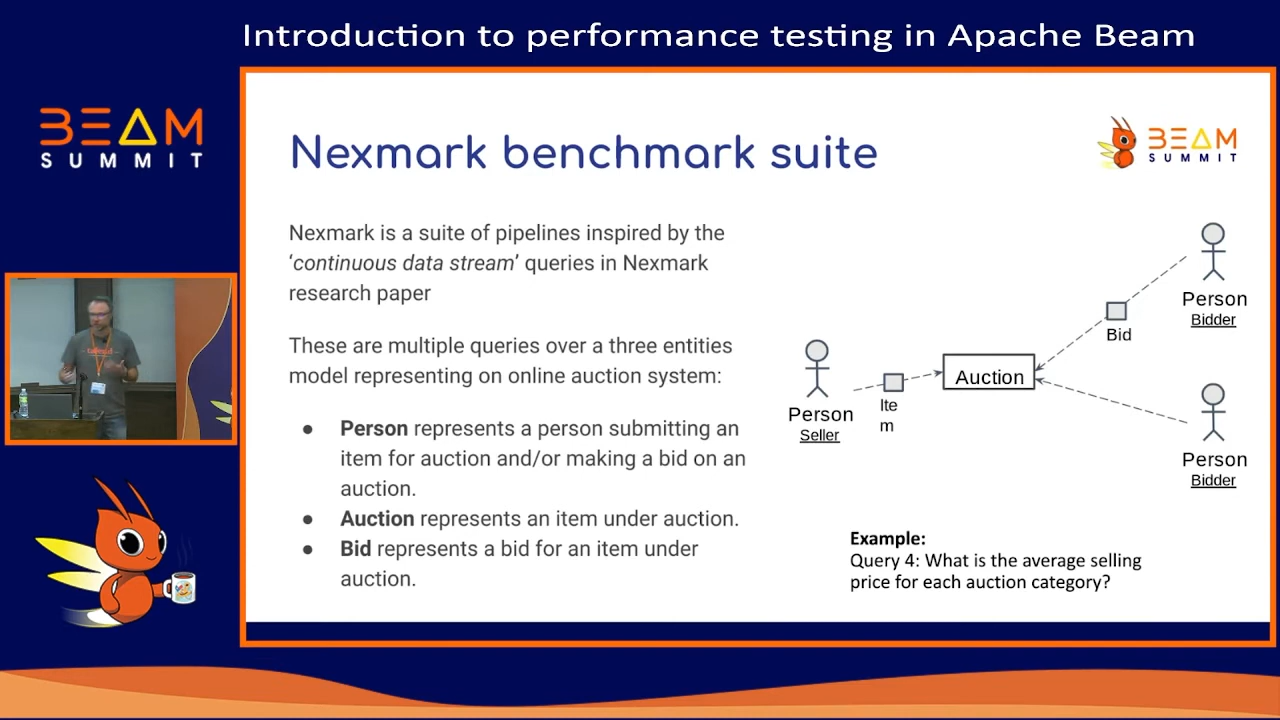 Introduction to performance testing in Apache Beam
BEAM
SUMMIT
Nexmark benchmark suite
BEAM
SUMMIT
Nexmark is a suite of pipelines inspired by the
‘continuous data stream’ queries in Nexmark
research paper
These are multiple queries over a three entities
model representing on online auction system:
● Person represents a person submitting an
item for auction and/or making a bid on an
auction.
● Auction represents an item under auction.
● Bid represents a bid for an item under
auction.
Person
Bidder
Bid
Auction
Person
Seller
Ite
m
Person
Bidder
Example:
Query 4: What is the average selling
price for each auction category?